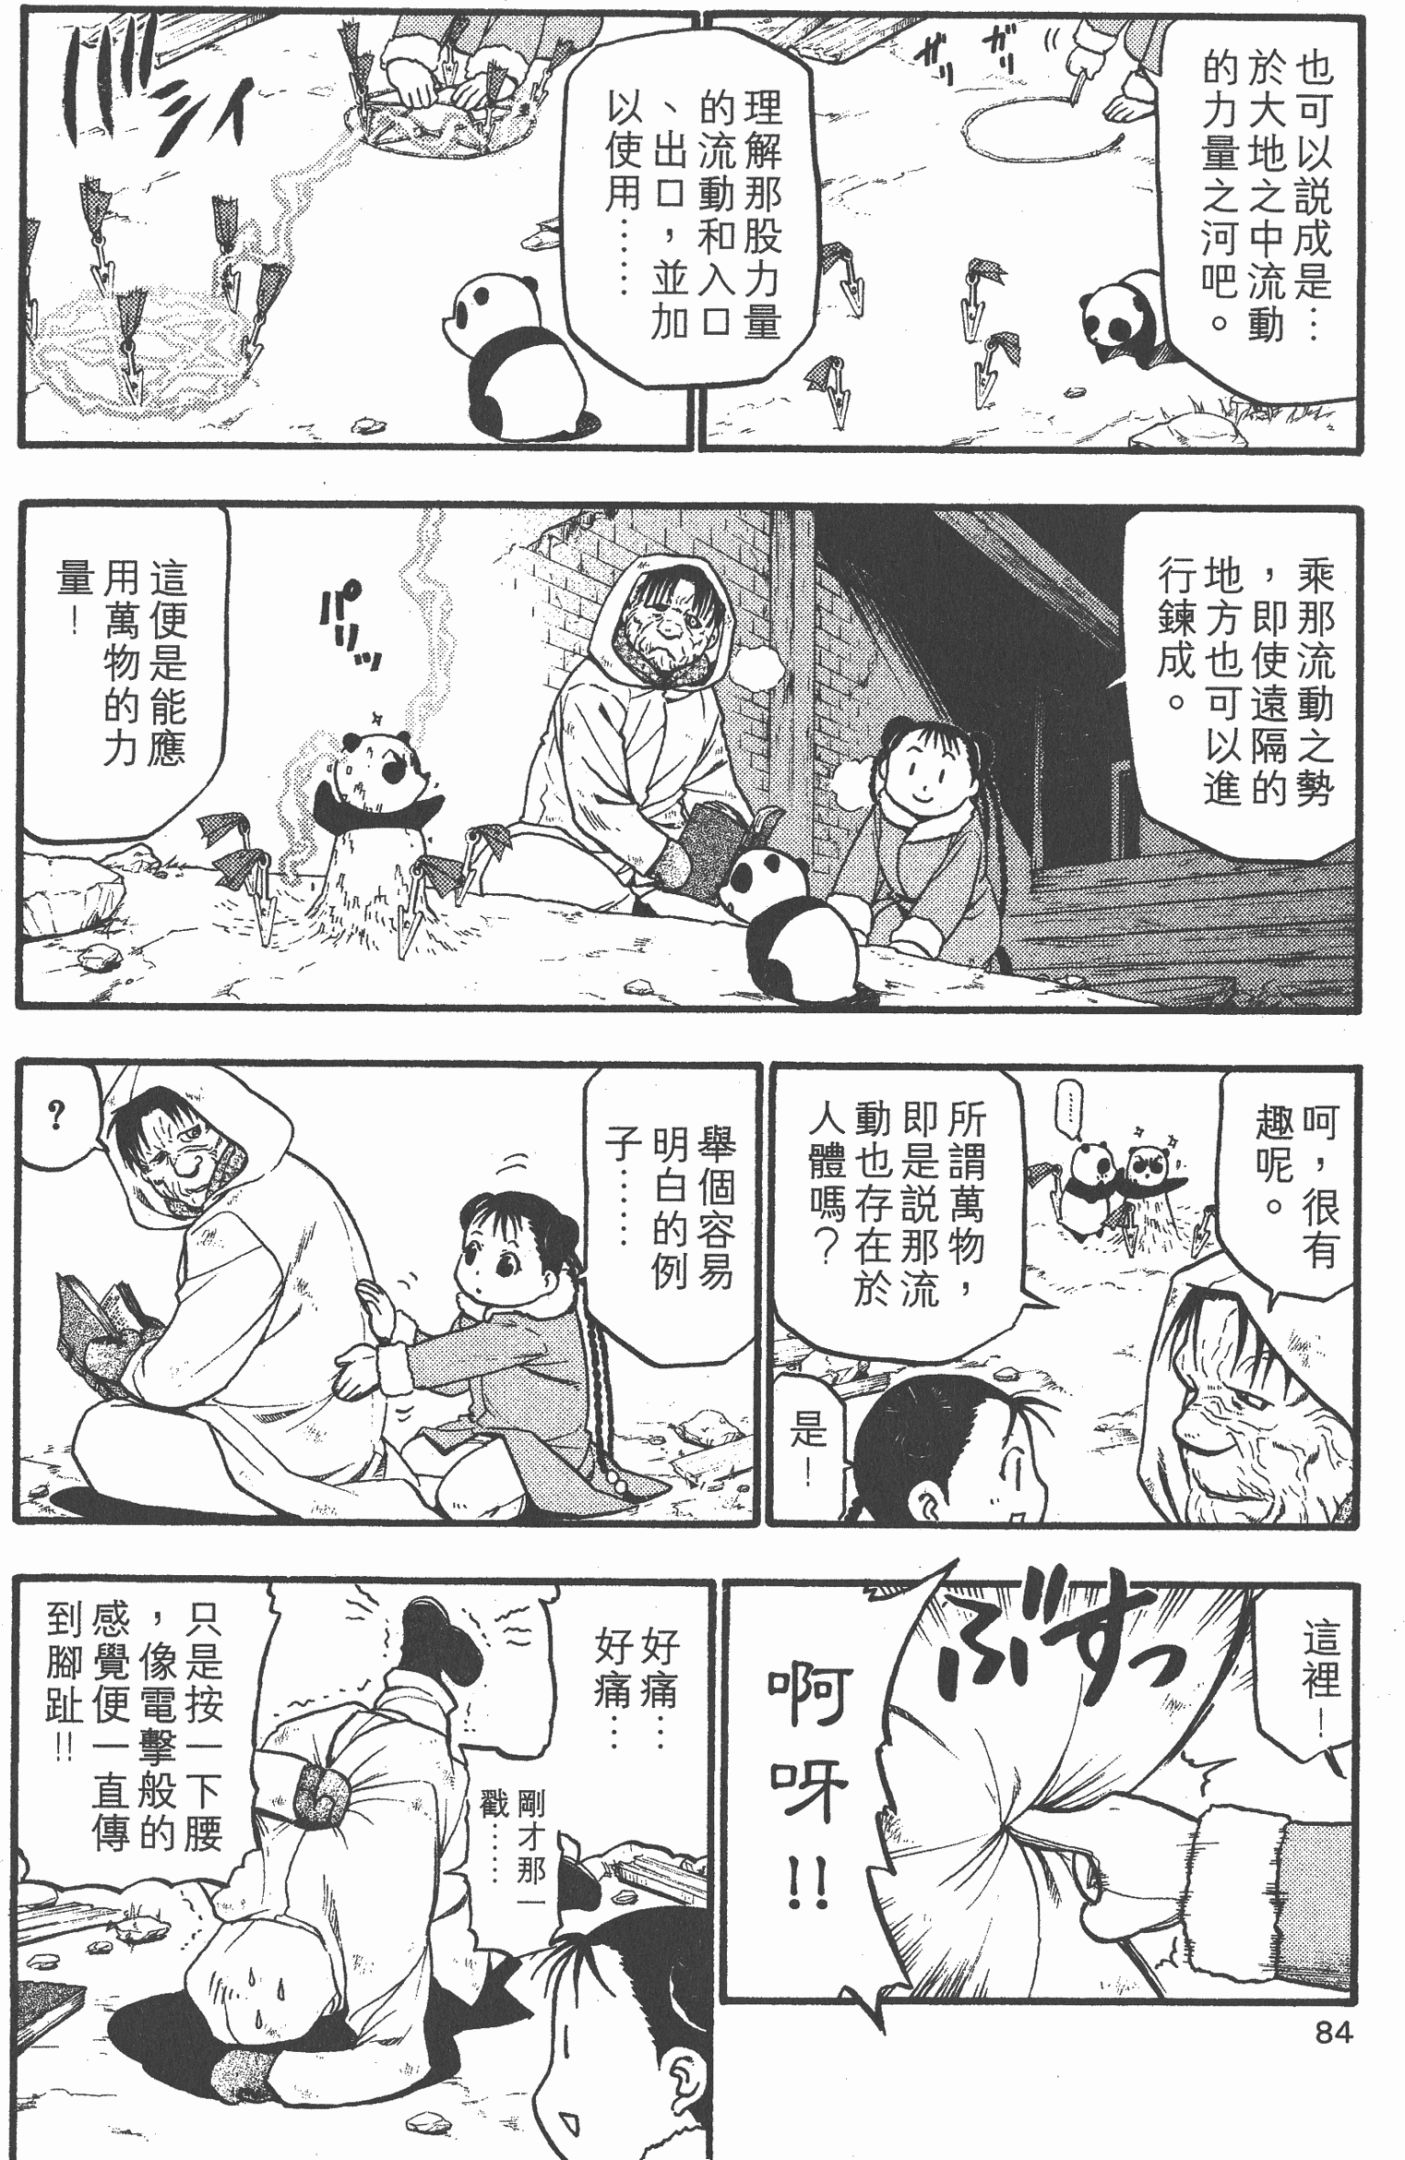 也可以說成是⋯
於大地之中流動
的力量之河吧。
ガッ
ガッ
理解那股力量
的流動和入口
、出口，並加
以使用⋯⋯
バシィ
乘那流動之勢
，即使遠隔的
地方也可以進
行鍊成。
パパッ
這便是能應
用萬物的力
量！
呵，很有
趣呢。
⋯⋯
所謂萬物，
即是說那流
動也存在於
人體嗎？
是！
舉個容易
明白的例
子⋯⋯
？
這裡！
ぶすっ
啊呀!!
好痛⋯
好痛⋯
剛才那一
戳⋯⋯
只是按一下腰
，像電擊般的
感覺便一直傳
到腳趾!!
84